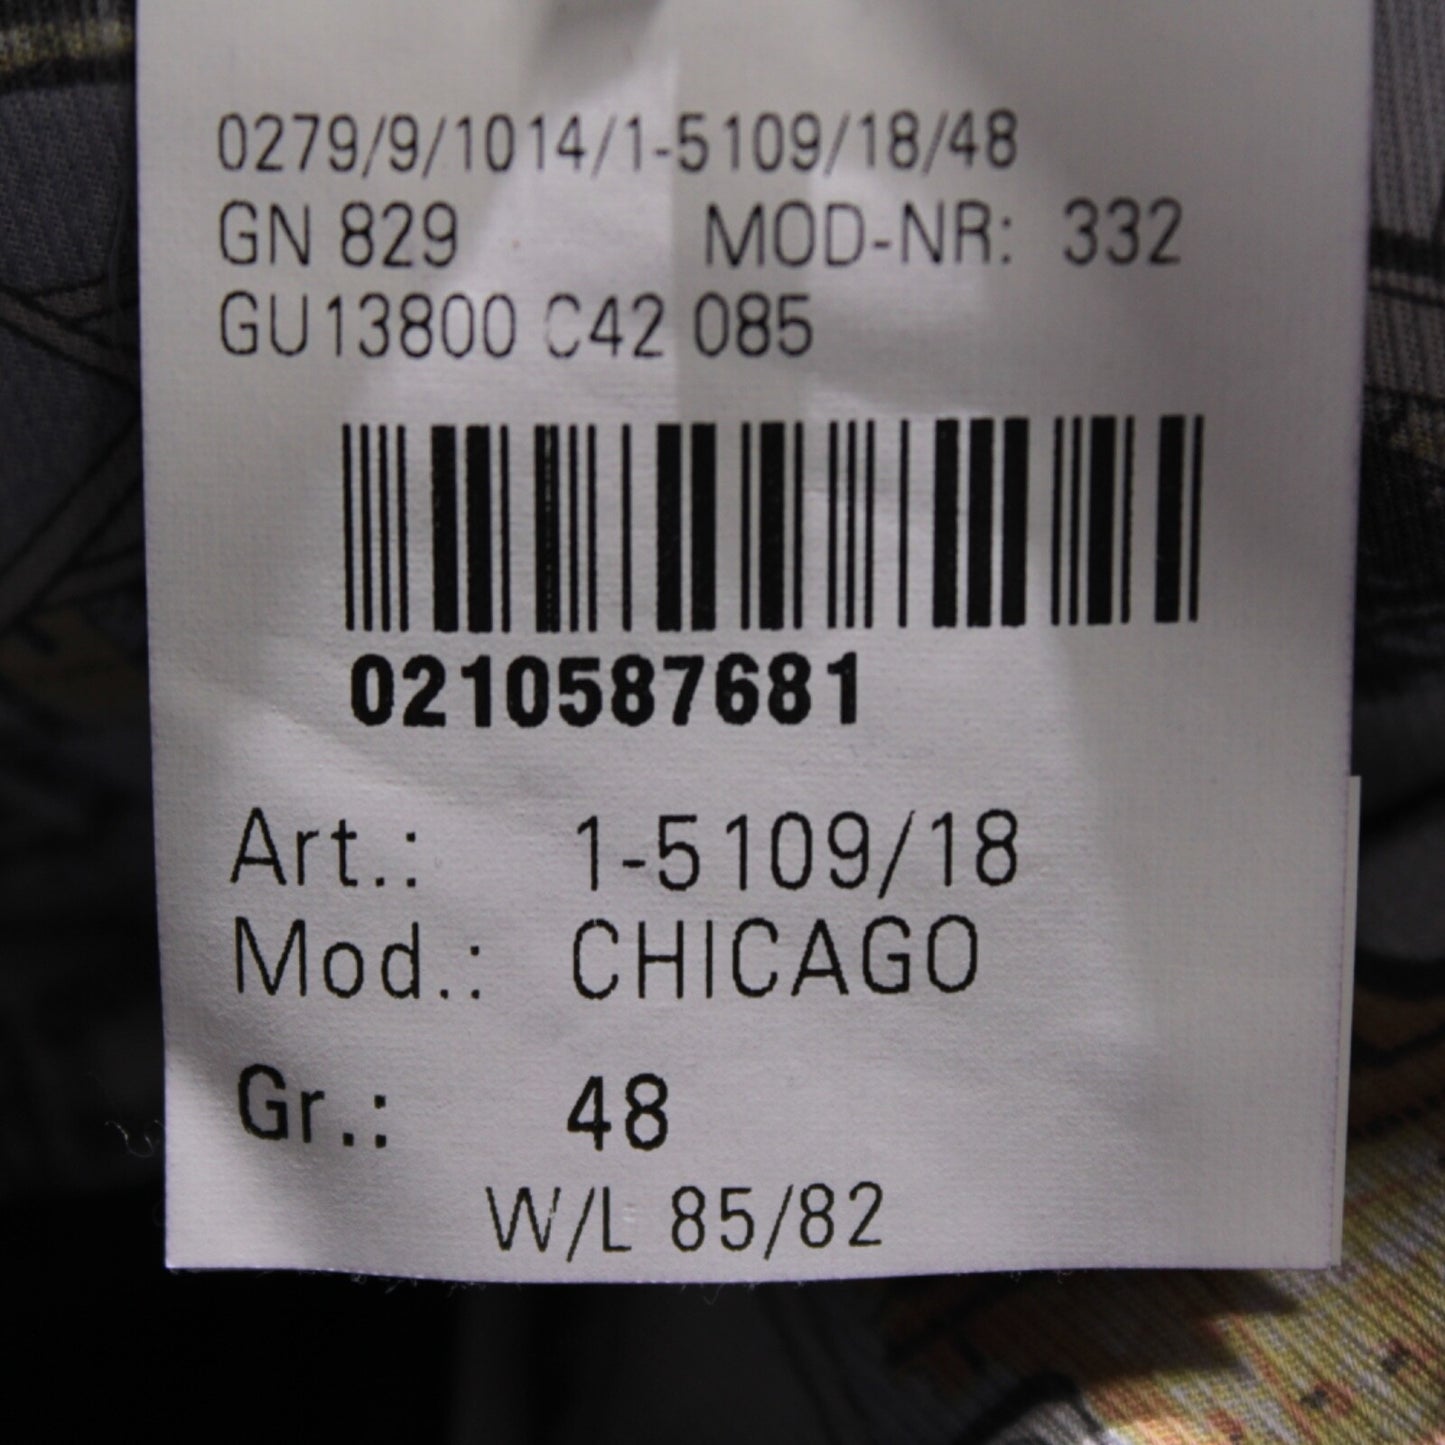 0279/9/1014/1-5109/18/48
GN 829 MOD-NR: 332
GU13800 C42 085
0210587681
Art.: 1-5109/18
Mod.: CHICAGO
Gr.: 48
W/L 85/82